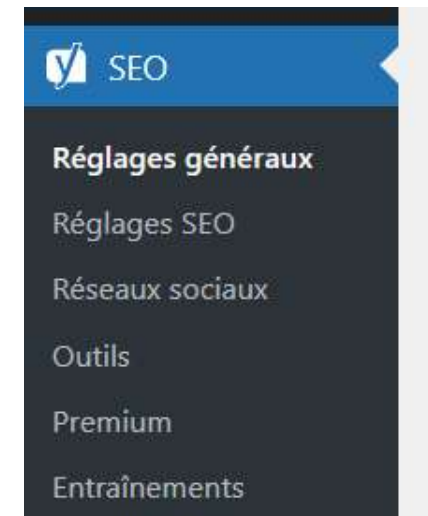 SEO
Réglages généraux
Réglages SEO
Réseaux sociaux
Outils
Premium
Entraînements